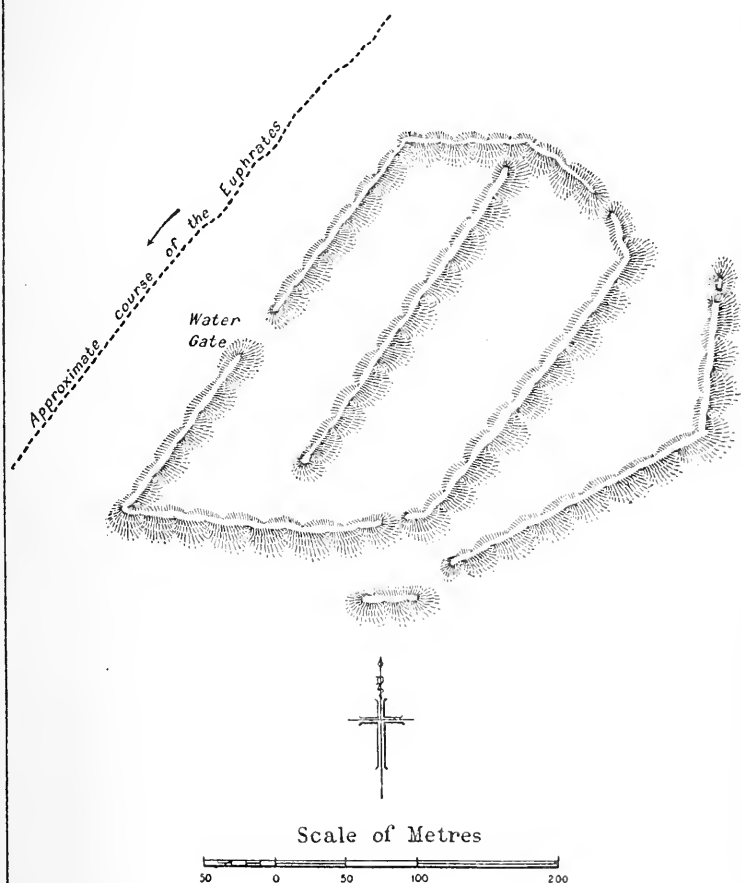 Approximate course of the Euphrates
Water
Gate
N
Scale of Metres
50 0 50 100 200